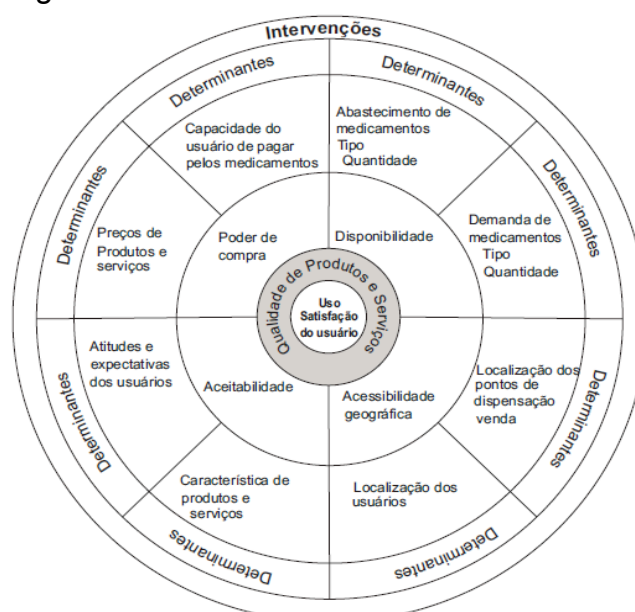 Intervenções
Determinantes
Determinantes
Capacidade do
usuário de pagar
pelos medicamentos
Abastecimento de
medicamentos
Tipo
Quantidade
Determinantes
Determinantes
Preços de
Produtos e
serviços
Poder de
compra
Disponibilidade
Demanda de
medicamentos
Tipo
Quantidade
Qualidade de Produtos e Serviços
Uso
Satisfação
do usuário
Atitudes e
expectativas
dos usuários
Aceitabilidade
Acessibilidade
geográfica
Localização dos
pontos de
dispensação
venda
Determinantes
Determinantes
Característica de
produtos e
serviços
Localização dos
usuários
Determinantes
Determinantes